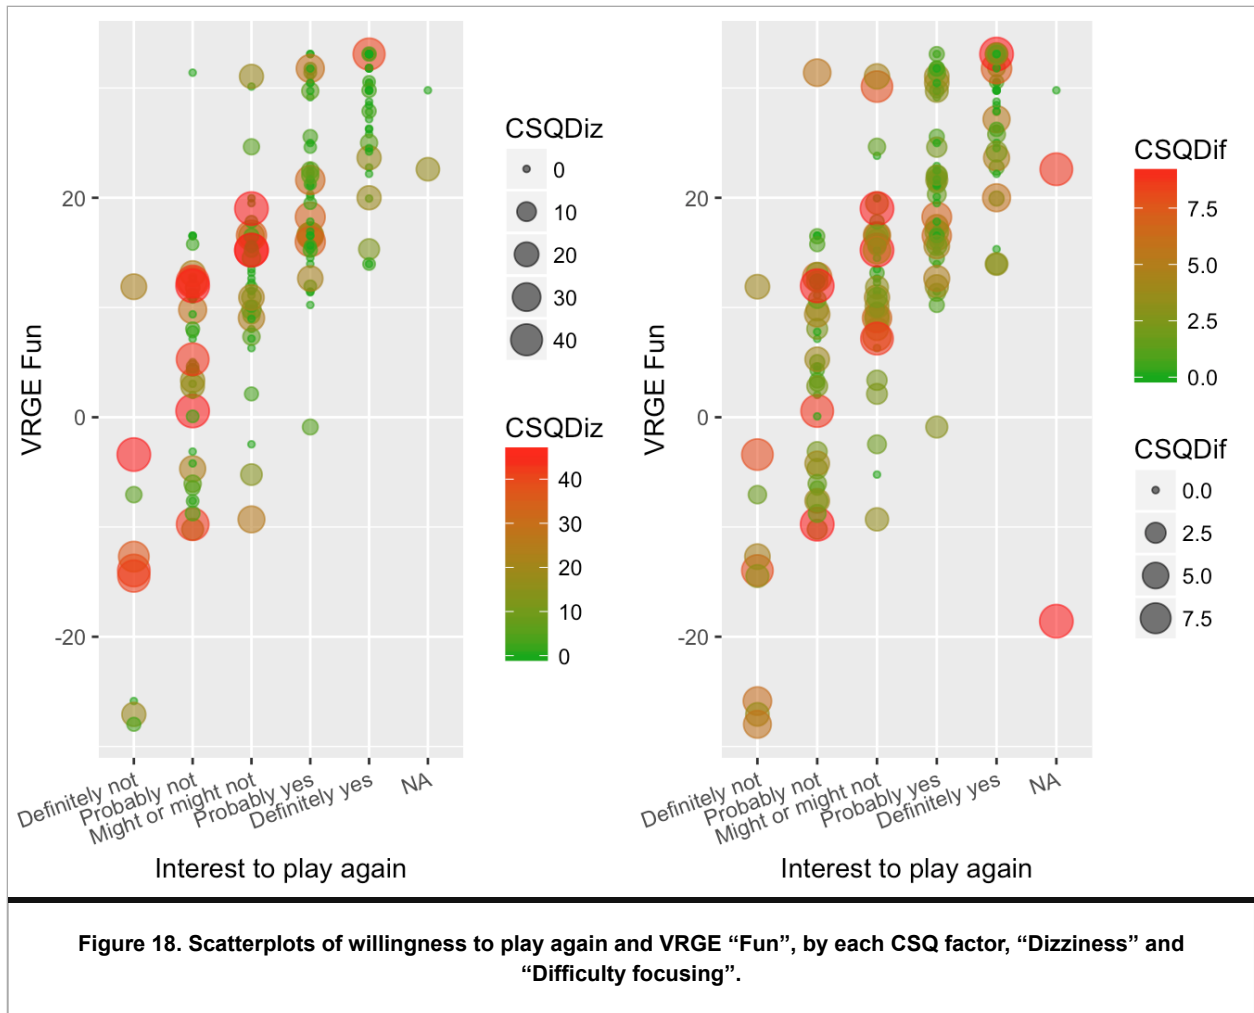 VRGE Fun
20
0
-20
Definitely not
Probably not
Might or might not
Probably yes
Definitely yes
NA
Interest to play again
CSQDiz
0
10
20
30
40
CSQDiz
40
30
20
10
0
VRGE Fun
20
0
-20
Definitely not
Probably not
Might or might not
Probably yes
Definitely yes
NA
Interest to play again
CSQDif
7.5
5.0
2.5
0.0
CSQDif
0.0
2.5
5.0
7.5
Figure 18. Scatterplots of willingness to play again and VRGE “Fun”, by each CSQ factor, “Dizziness” and
“Difficulty focusing”.